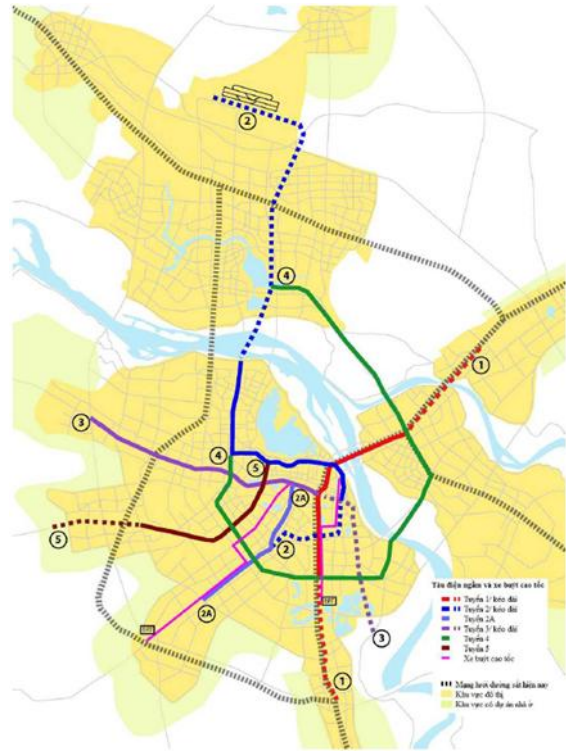 2
4
1
3
4
5
2A
5
2
2A
3
1
Tàu điện ngầm và xe buýt cao tốc
Tuyến 1/ kéo dài
Tuyến 2/ kéo dài
Tuyến 2A
Tuyến 3/ kéo dài
Tuyến 4
Tuyến 5
Xe buýt cao tốc
Mạng lưới đường sắt hiện nay
Khu vực đô thị
Khu vực có dự án nhà ở